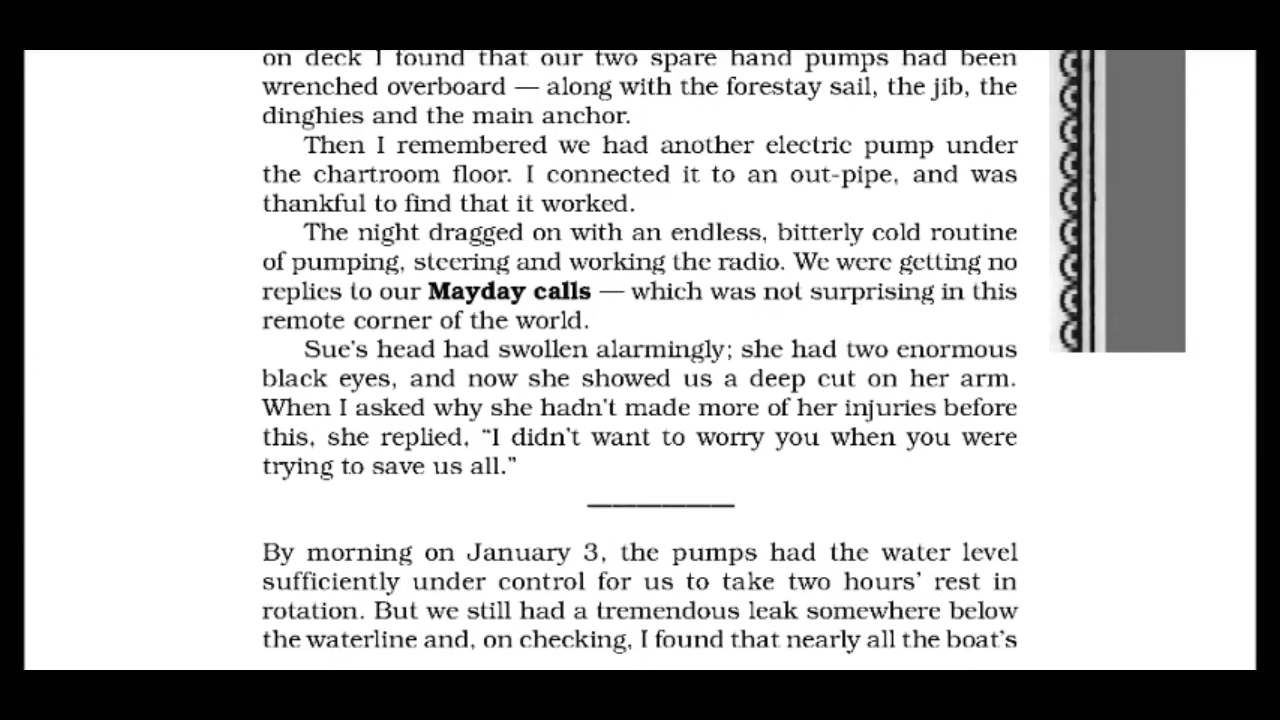 on deck I found that our two spare hand pumps had been
wrenched overboard — along with the forestay sail, the jib, the
dinghies and the main anchor.
Then I remembered we had another electric pump under
the chartroom floor. I connected it to an out-pipe, and was
thankful to find that it worked.
The night dragged on with an endless, bitterly cold routine
of pumping, steering and working the radio. We were getting no
replies to our Mayday calls — which was not surprising in this
remote corner of the world.
Sue's head had swollen alarmingly; she had two enormous
black eyes, and now she showed us a deep cut on her arm.
When I asked why she hadn't made more of her injuries before
this, she replied, “I didn't want to worry you when you were
trying to save us all.”
By morning on January 3, the pumps had the water level
sufficiently under control for us to take two hours' rest in
rotation. But we still had a tremendous leak somewhere below
the waterline and, on checking, I found that nearly all the boat's